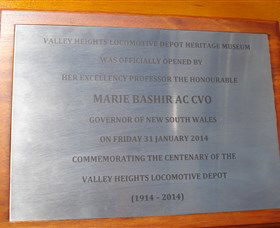 VALLEY HEIGHTS LOCOMOTIVE DEPOT HERITAGE MUSEUM
WAS OFFICIALLY OPENED BY
HER EXCELLENCY PROFESSOR THE HONOURABLE
MARIE BASHIR AC CVO
GOVERNOR OF NEW SOUTH WALES
ON FRIDAY 31 JANUARY 2014
COMMEMORATING THE CENTENARY OF THE
VALLEY HEIGHTS LOCOMOTIVE DEPOT
(1914 - 2014)